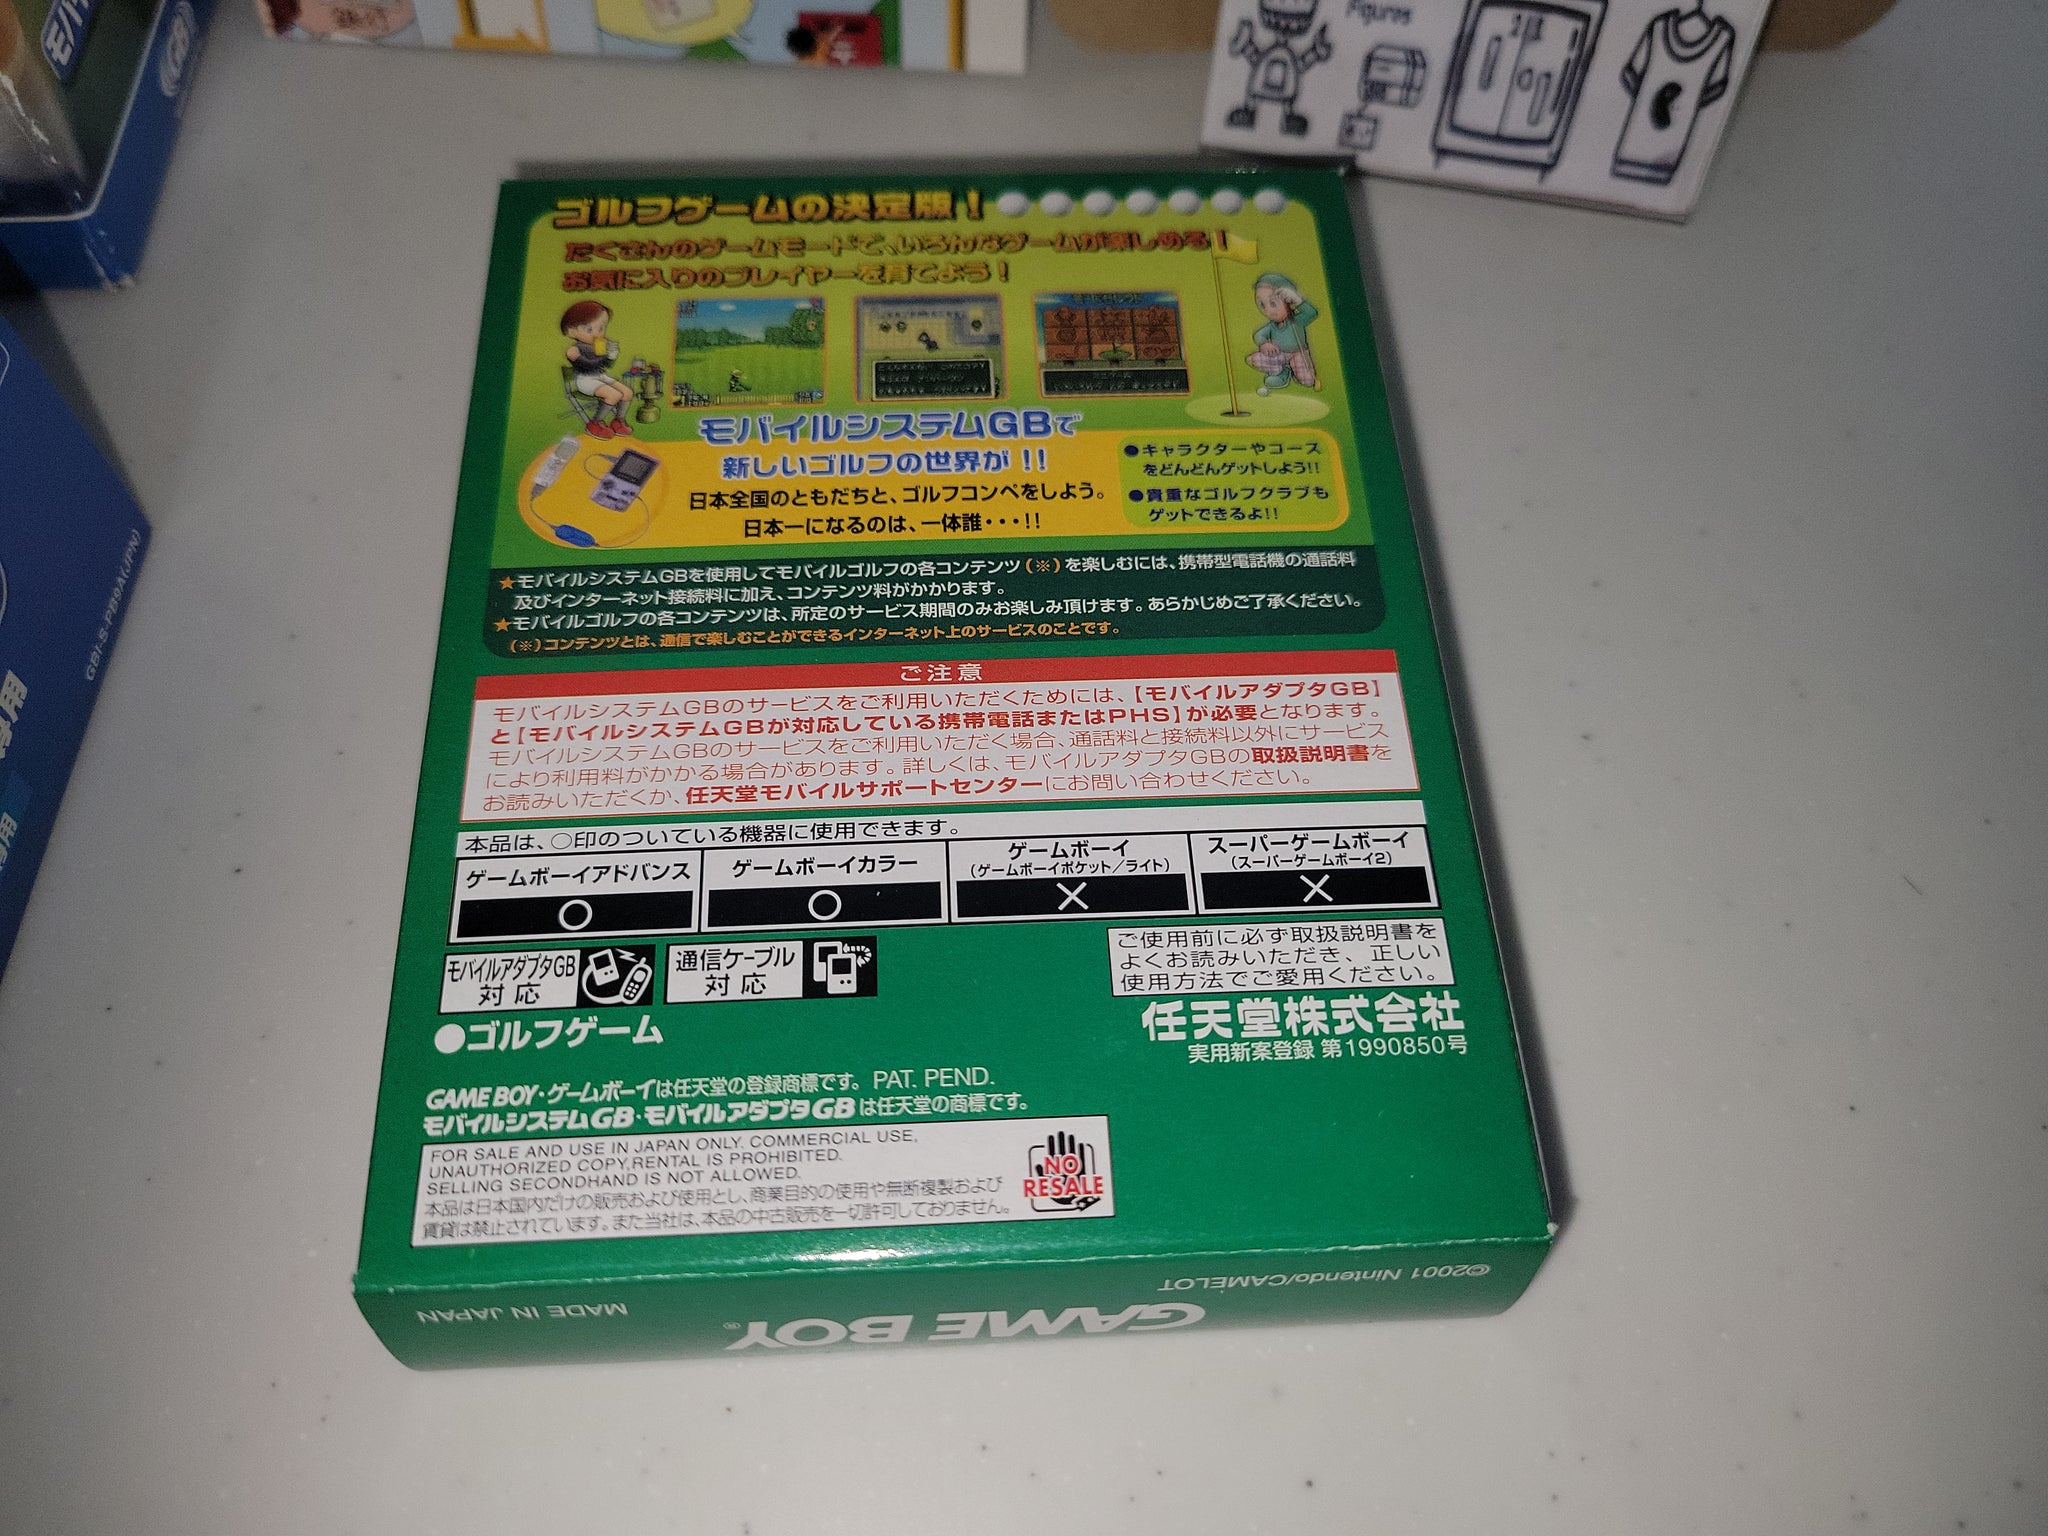 Figures
ゴルフゲームの決定版!
たくさんのゲームモードで、いろんなゲームが楽しめる!
お気に入りのプレイヤーを育てよう!
モバイルシステムGBで
新しいゴルフの世界が!!
日本全国のともだちと、ゴルフコンペをしよう。
日本一になるのは、一体誰・・・!!
●キャラクターやコース
をどんどんゲットしよう!!
●貴重なゴルフクラブも
ゲットできるよ!!
★モバイルシステムGBを使用してモバイルゴルフの各コンテンツ(※)を楽しむには、携帯型電話機の通話料
及びインターネット接続料に加え、コンテンツ料がかかります。
★モバイルゴルフの各コンテンツは、所定のサービス期間のみお楽しみ頂けます。あらかじめご了承ください。
(※)コンテンツとは、通信で楽しむことができるインターネット上のサービスのことです。
ご注意
モバイルシステムGBのサービスをご利用いただくためには、【モバイルアダプタGB】
と【モバイルシステムGBが対応している携帯電話またはPHS】が必要となります。
モバイルシステムGBのサービスをご利用いただく場合、通話料と接続料以外にサービス
により利用料がかかる場合があります。詳しくは、モバイルアダプタGBの取扱説明書を
お読みいただくか、任天堂モバイルサポートセンターにお問い合わせください。
本品は、○印のついている機器に使用できます。
ゲームボーイアドバンス
○
ゲームボーイカラー
○
ゲームボーイ
(ゲームボーイポケット/ライト)
×
スーパーゲームボーイ
(スーパーゲームボーイ2)
×
モバイルアダプタGB
対応
通信ケーブル
対応
ご使用前に必ず取扱説明書を
よくお読みいただき、正しい
使用方法でご愛用ください。
●ゴルフゲーム
任天堂株式会社
実用新案登録 第1990850号
GAME BOY・ゲームボーイは任天堂の登録商標です。 PAT. PEND.
モバイルシステムGB・モバイルアダプタGBは任天堂の商標です。
FOR SALE AND USE IN JAPAN ONLY. COMMERCIAL USE,
UNAUTHORIZED COPY,RENTAL IS PROHIBITED.
SELLING SECONDHAND IS NOT ALLOWED.
本品は日本国内だけの販売および使用とし、商業目的の使用や無断複製および
賃貸は禁止されています。また当社は、本品の中古販売を一切許可しておりません。
NO
RESALE
©2001 Nintendo/CAMELOT
GAME BOY®
MADE IN JAPAN